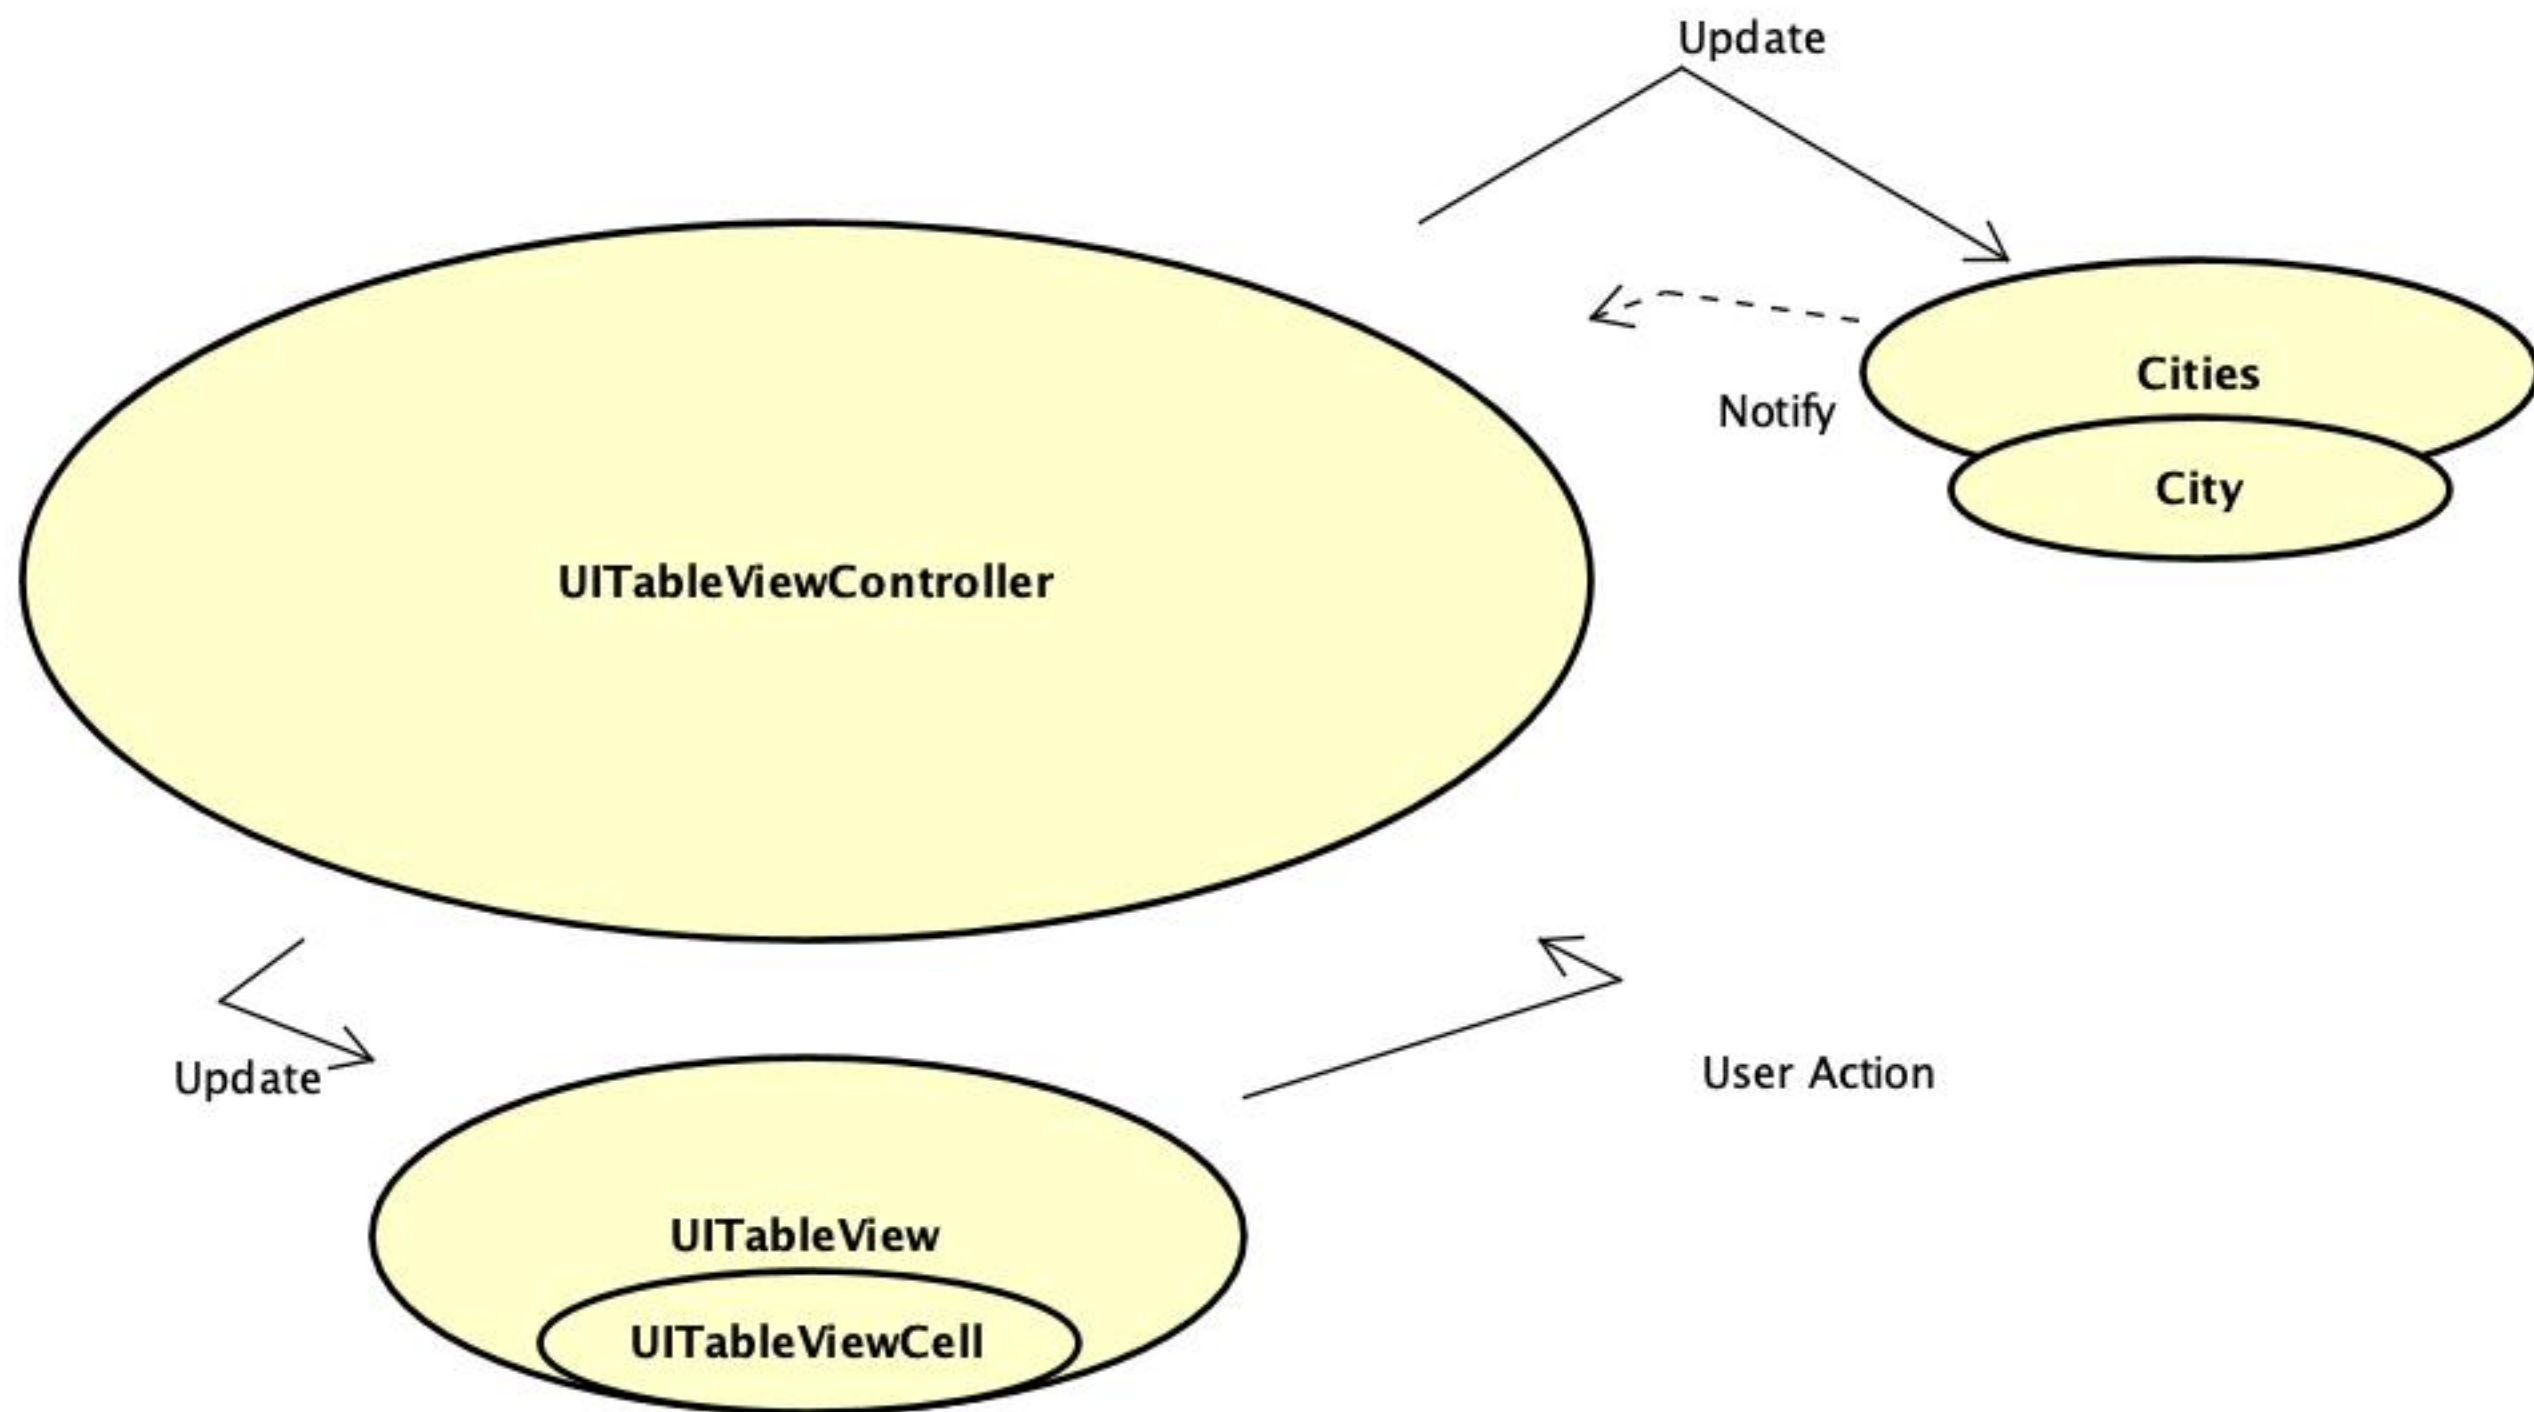 Update
Cities
Notify
City
UITableViewController
Update
User Action
UITableView
UITableViewCell